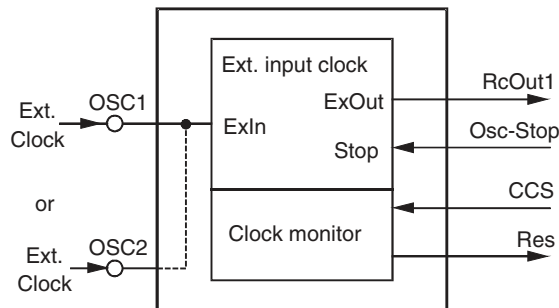 Ext. input clock
ExOut
RcOut1
Ext.
Clock
OSC1
ExIn
Osc-Stop
Stop
or
CCS
Clock monitor
Res
Ext.
Clock
OSC2